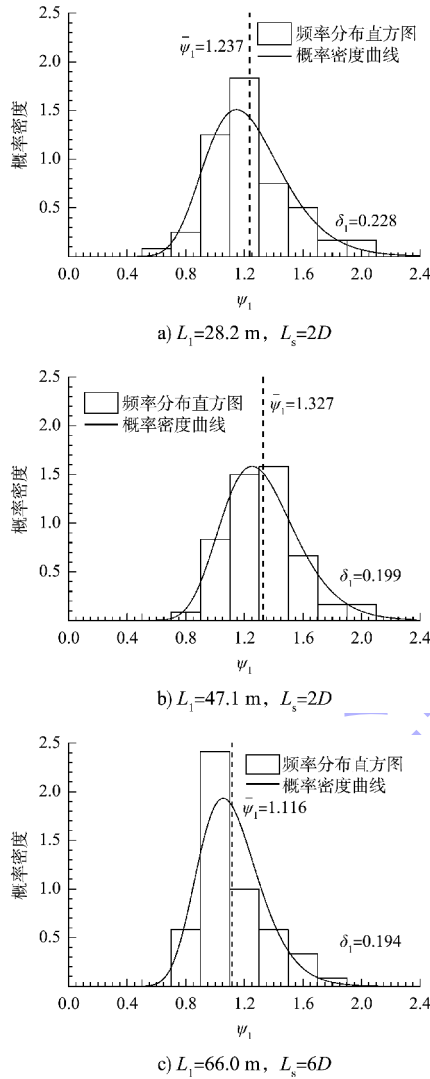 2.5
ψ̄₁=1.237
频率分布直方图
概率密度曲线
2.0
1.5
1.0
0.5
概率密度
δ₁=0.228
0.0 0.4 0.8 1.2 1.6 2.0 2.4
ψ₁
a) L₁=28.2 m，Lₛ=2D
2.5
频率分布直方图
概率密度曲线
ψ̄₁=1.327
2.0
1.5
1.0
0.5
概率密度
δ₁=0.199
0.0 0.4 0.8 1.2 1.6 2.0 2.4
ψ₁
b) L₁=47.1 m，Lₛ=2D
2.5
频率分布直方图
概率密度曲线
ψ̄₁=1.116
2.0
1.5
1.0
0.5
概率密度
δ₁=0.194
0.0 0.4 0.8 1.2 1.6 2.0 2.4
ψ₁
c) L₁=66.0 m，Lₛ=6D